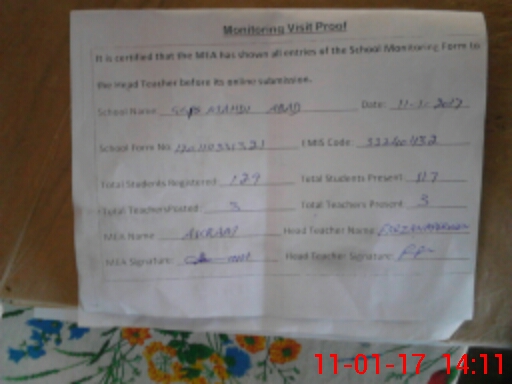 Monitoring Visit Proof
It is certified that the MEA has shown all entries of the School Monitoring Form to
the Head Teacher before its online submission.
School Name: GGPS ABAD Date: 11-1-2017
School Form No. EMIS Code: 32240432
Total Students Registered: 129 Total Students Present: 117
Total Teachers Posted: 3 Total Teachers Present: 3
MEA Name: AKRAM Head Teacher Name:
MEA Signature: Head Teacher Signature:
11-01-17 14:11